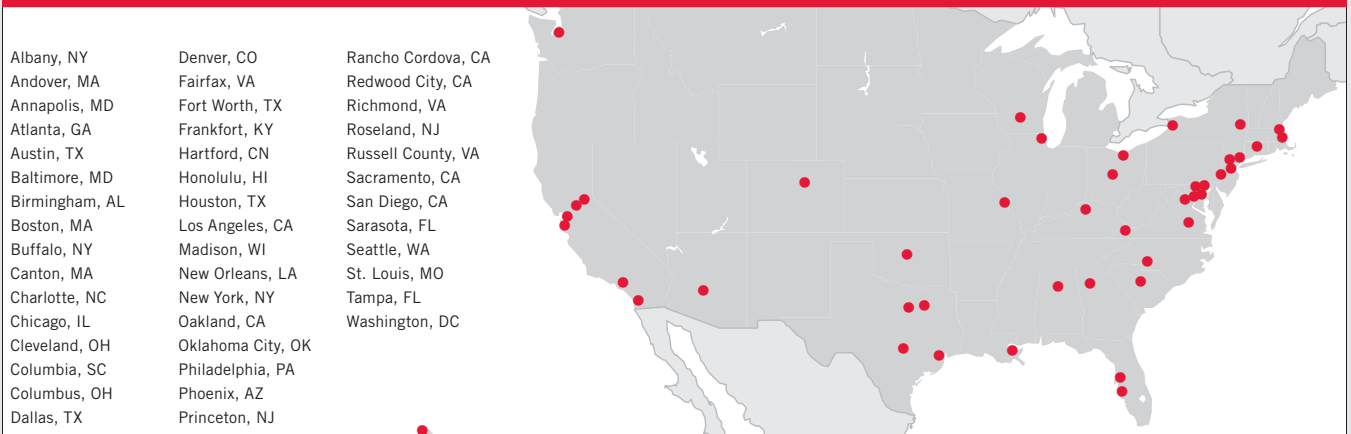 Albany, NY
Andover, MA
Annapolis, MD
Atlanta, GA
Austin, TX
Baltimore, MD
Birmingham, AL
Boston, MA
Buffalo, NY
Canton, MA
Charlotte, NC
Chicago, IL
Cleveland, OH
Columbia, SC
Columbus, OH
Dallas, TX
Denver, CO
Fairfax, VA
Fort Worth, TX
Frankfort, KY
Hartford, CN
Honolulu, HI
Houston, TX
Los Angeles, CA
Madison, WI
New Orleans, LA
New York, NY
Oakland, CA
Oklahoma City, OK
Philadelphia, PA
Phoenix, AZ
Princeton, NJ
Rancho Cordova, CA
Redwood City, CA
Richmond, VA
Roseland, NJ
Russell County, VA
Sacramento, CA
San Diego, CA
Sarasota, FL
Seattle, WA
St. Louis, MO
Tampa, FL
Washington, DC